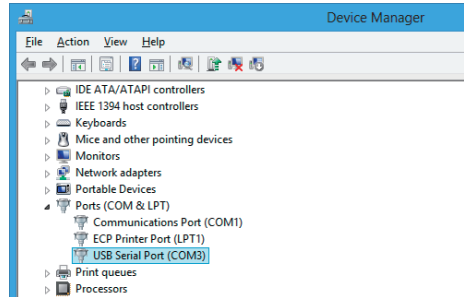 Device Manager
File Action View Help
IDE ATA/ATAPI controllers
IEEE 1394 host controllers
Keyboards
Mice and other pointing devices
Monitors
Network adapters
Portable Devices
Ports (COM & LPT)
Communications Port (COM1)
ECP Printer Port (LPT1)
USB Serial Port (COM3)
Print queues
Processors